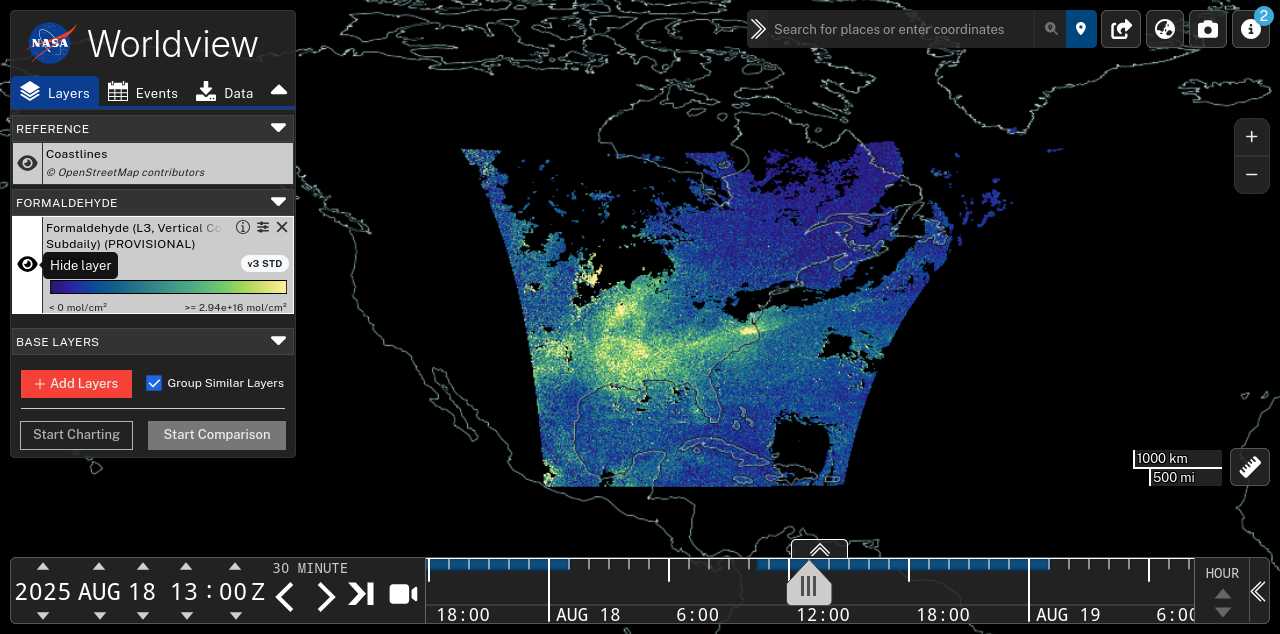 NASA
Worldview
Layers
Events
Data
REFERENCE
Coastlines
© OpenStreetMap contributors
FORMALDEHYDE
Formaldehyde (L3, Vertical Co
Subdaily) (PROVISIONAL)
Hide layer
v3 STD
< 0 mol/cm²
>= 2.94e+16 mol/cm²
BASE LAYERS
+ Add Layers
Group Similar Layers
Start Charting
Start Comparison
Search for places or enter coordinates
2
+
−
1000 km
500 mi
2025 AUG 18 13 : 00 Z
30 MINUTE
18:00
AUG 18
6:00
12:00
18:00
AUG 19
6:00
HOUR